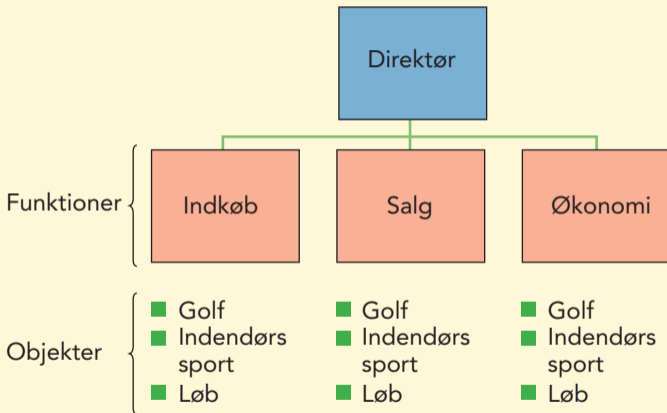 Direktør
Funktioner
Indkøb
Salg
Økonomi
Objekter
Golf
Indendørs
sport
Løb
Golf
Indendørs
sport
Løb
Golf
Indendørs
sport
Løb